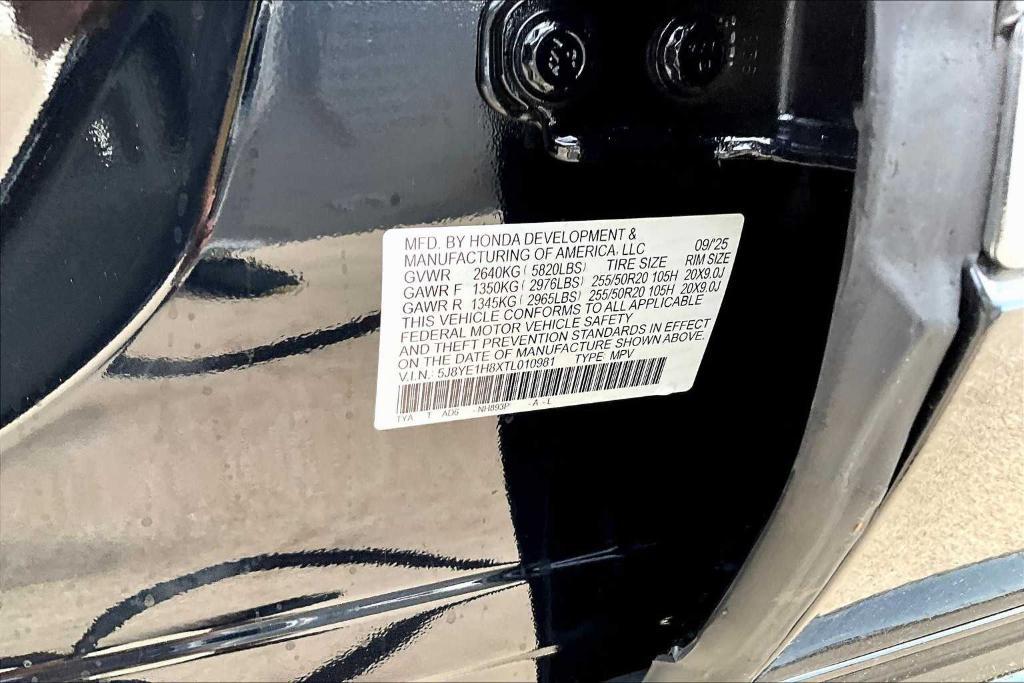 MFD. BY HONDA DEVELOPMENT &
MANUFACTURING OF AMERICA, LLC 09/25
GVWR 2640KG ( 5820LBS) TIRE SIZE RIM SIZE
GAWR F 1350KG ( 2976LBS) 255/50R20 105H 20X9.0J
GAWR R 1345KG ( 2965LBS) 255/50R20 105H 20X9.0J
THIS VEHICLE CONFORMS TO ALL APPLICABLE
FEDERAL MOTOR VEHICLE SAFETY
AND THEFT PREVENTION STANDARDS IN EFFECT
ON THE DATE OF MANUFACTURE SHOWN ABOVE.
V.I.N.: 5J8YE1H8XTL010981 TYPE MPV
TYA T AD6 - NH893P - A - L